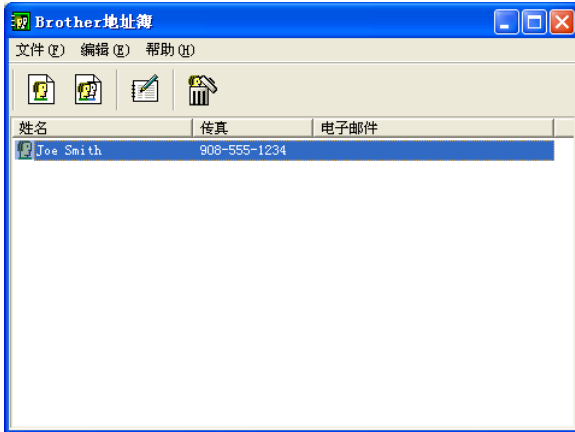 Brother地址簿
文件(F) 编辑(E) 帮助(H)
姓名 传真 电子邮件
Joe Smith 908-555-1234